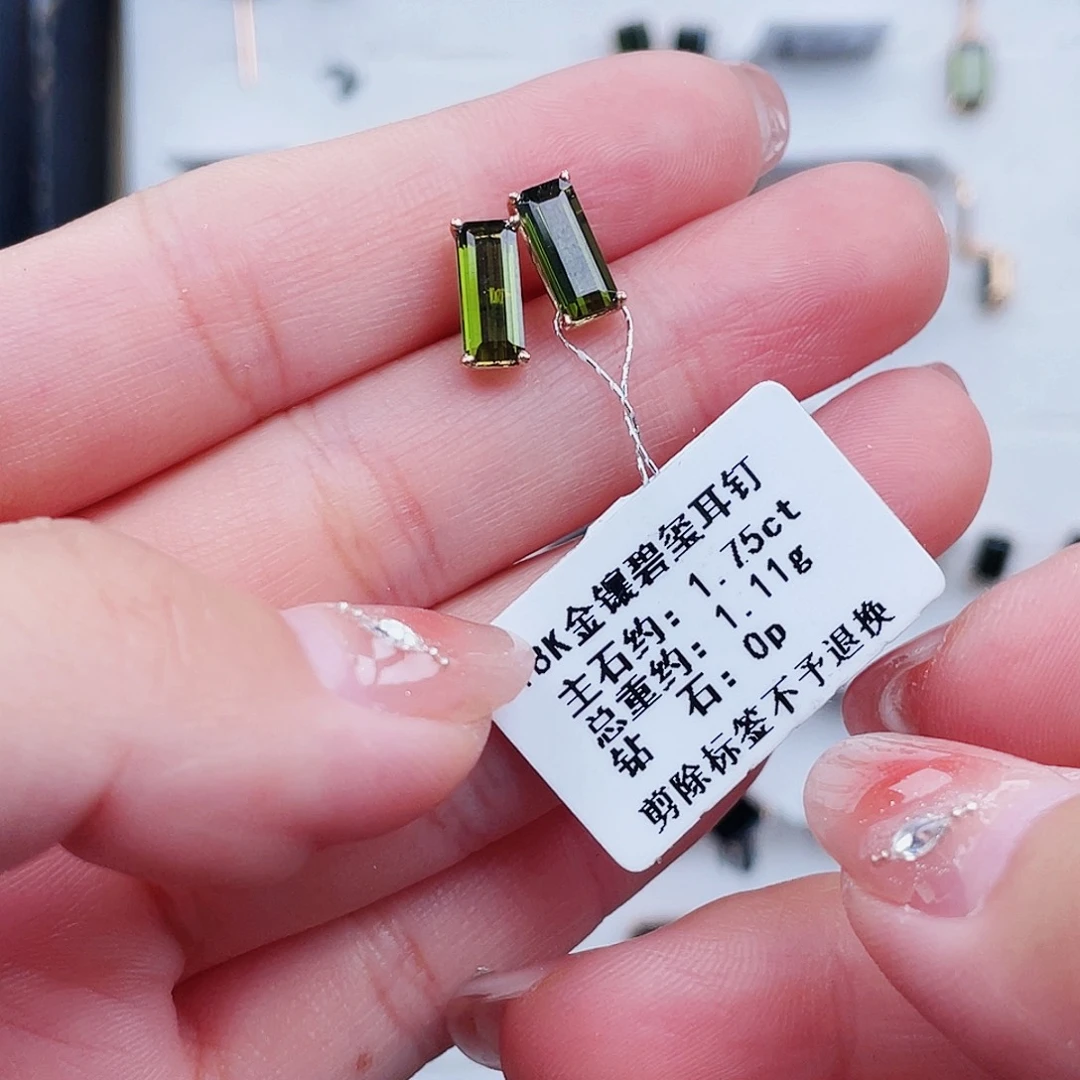 18K金镶碧玺耳钉
主石约: 1.75ct
总重约: 1.11g
钻 石: 0p
剪除标签不予退换